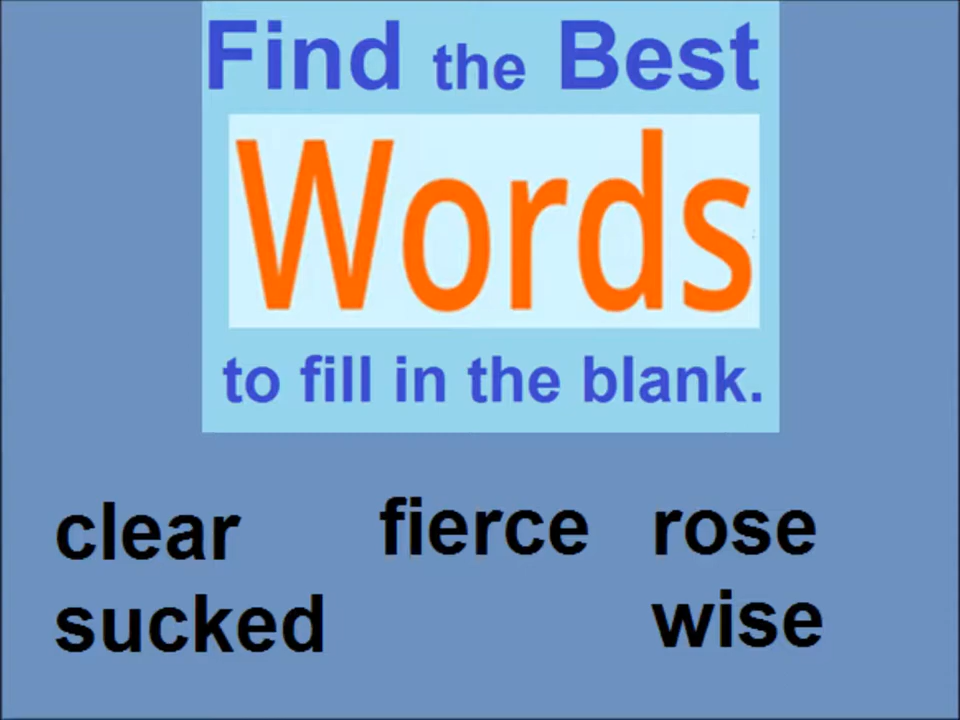 Find the Best
Words
to fill in the blank.
clear fierce rose
sucked wise